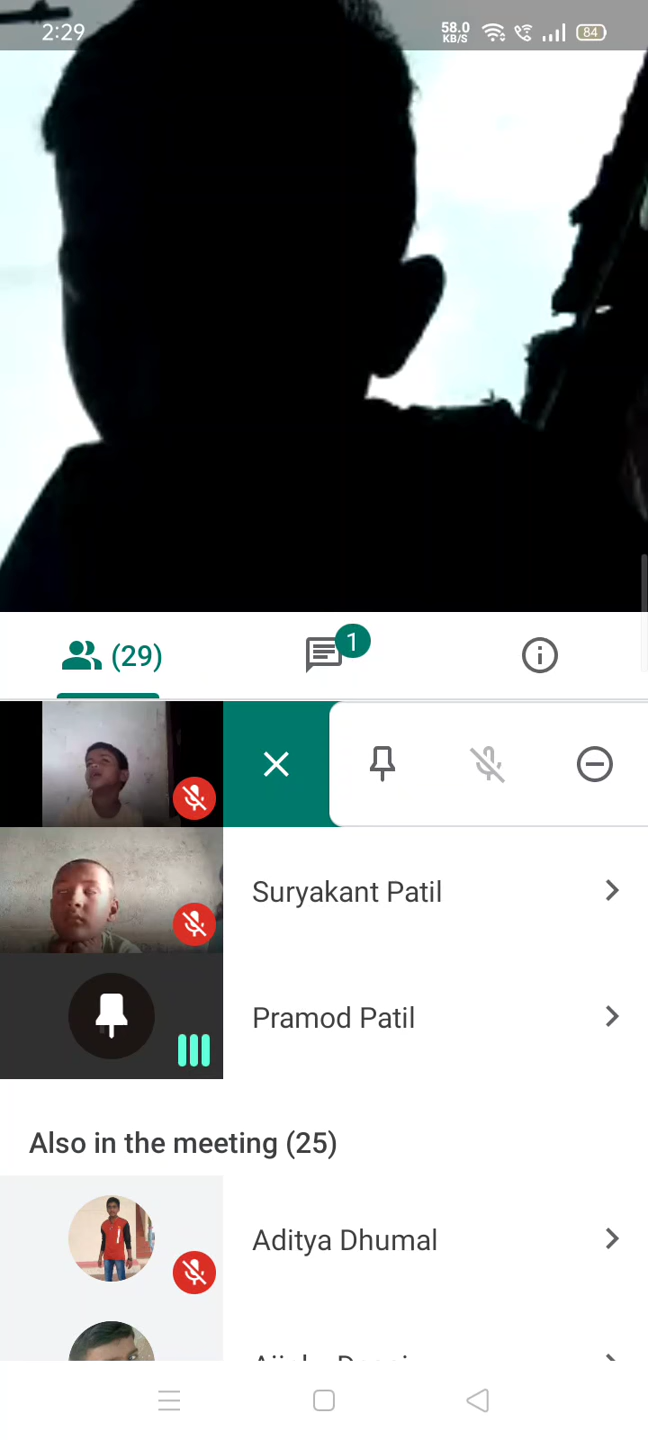 2:29 58.0 KB/S 84
(29) 1
Suryakant Patil
Pramod Patil
Also in the meeting (25)
Aditya Dhumal